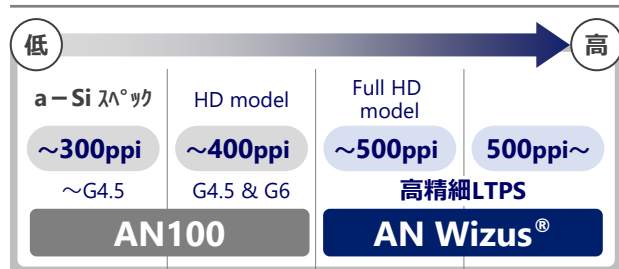 低
高
a－Si ｽﾍﾟｯｸ
HD model
Full HD
model
～300ppi
～400ppi
～500ppi
500ppi～
～G4.5
G4.5 & G6
高精細LTPS
AN100
AN Wizus®